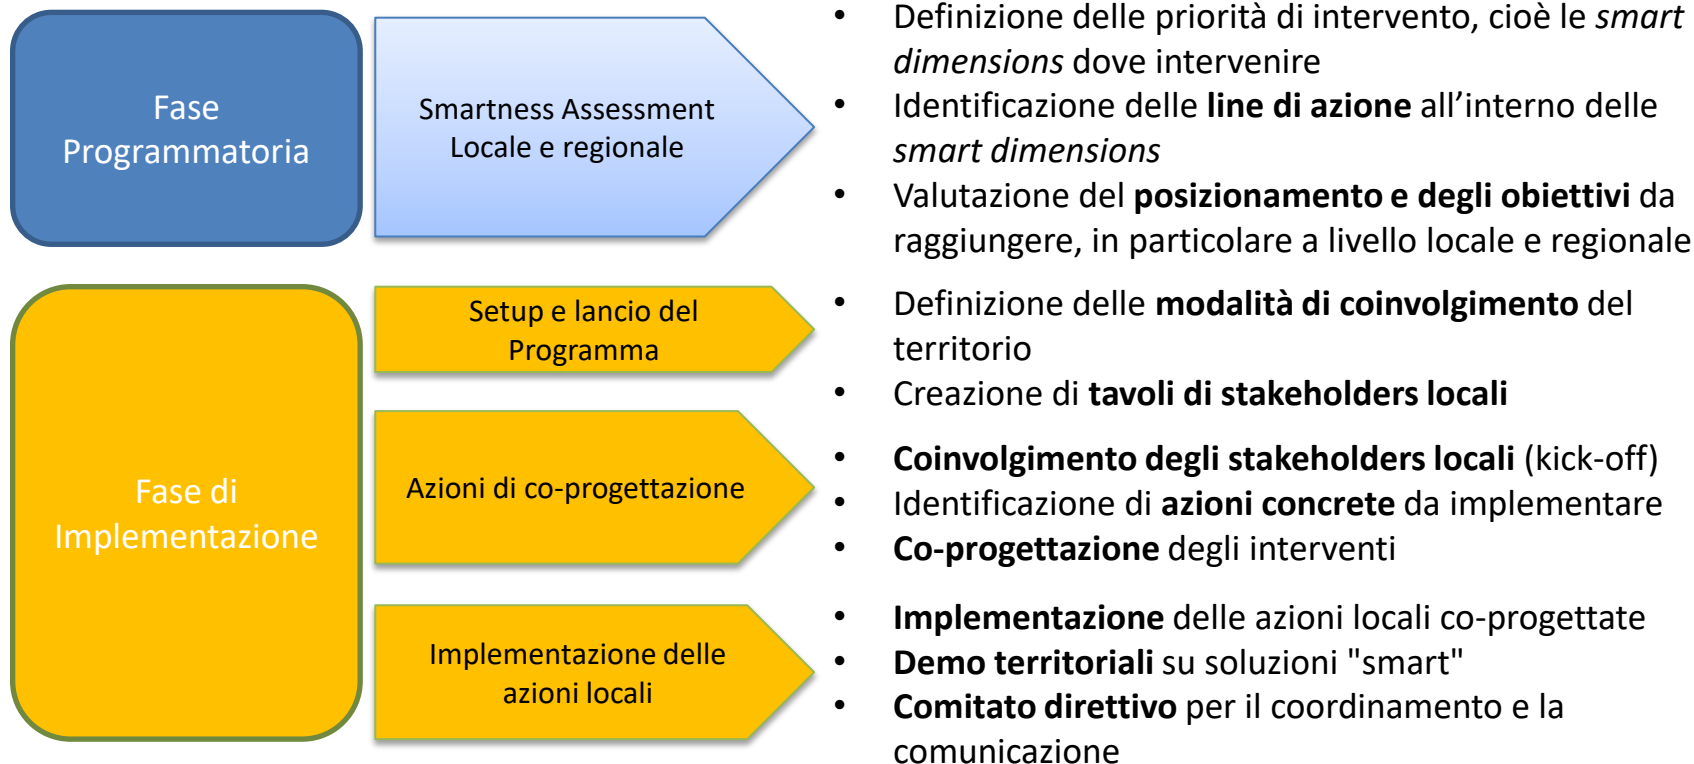 Fase
Programmatoria
Smartness Assessment
Locale e regionale
• Definizione delle priorità di intervento, cioè le smart
dimensions dove intervenire
• Identificazione delle line di azione all’interno delle
smart dimensions
• Valutazione del posizionamento e degli obiettivi da
raggiungere, in particolare a livello locale e regionale
Fase di
Implementazione
Setup e lancio del
Programma
• Definizione delle modalità di coinvolgimento del
territorio
• Creazione di tavoli di stakeholders locali
Azioni di co-progettazione
• Coinvolgimento degli stakeholders locali (kick-off)
• Identificazione di azioni concrete da implementare
• Co-progettazione degli interventi
Implementazione delle
azioni locali
• Implementazione delle azioni locali co-progettate
• Demo territoriali su soluzioni "smart"
• Comitato direttivo per il coordinamento e la
comunicazione